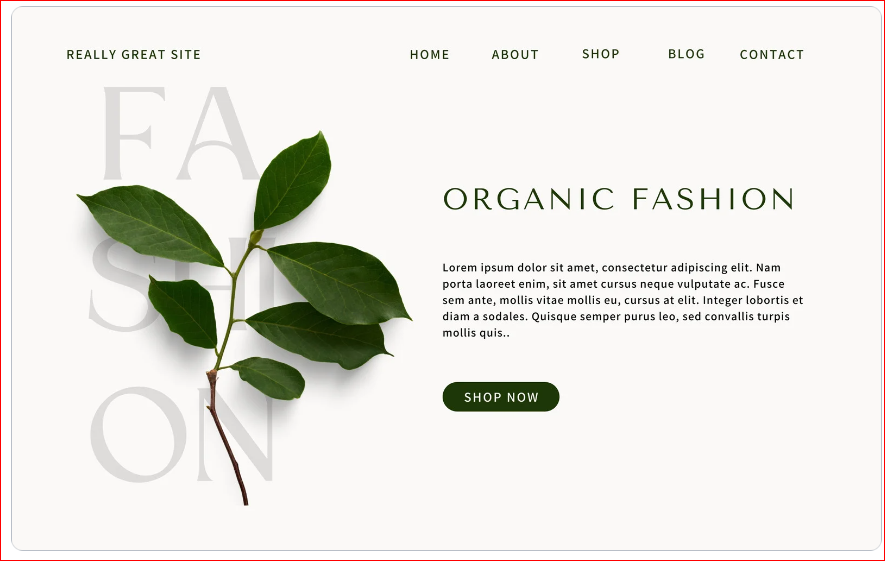 REALLY GREAT SITE HOME ABOUT SHOP BLOG CONTACT
FA
SHI
ON
ORGANIC FASHION
Lorem ipsum dolor sit amet, consectetur adipiscing elit. Nam
porta laoreet enim, sit amet cursus neque vulputate ac. Fusce
sem ante, mollis vitae mollis eu, cursus at elit. Integer lobortis et
diam a sodales. Quisque semper purus leo, sed convallis turpis
mollis quis..
SHOP NOW